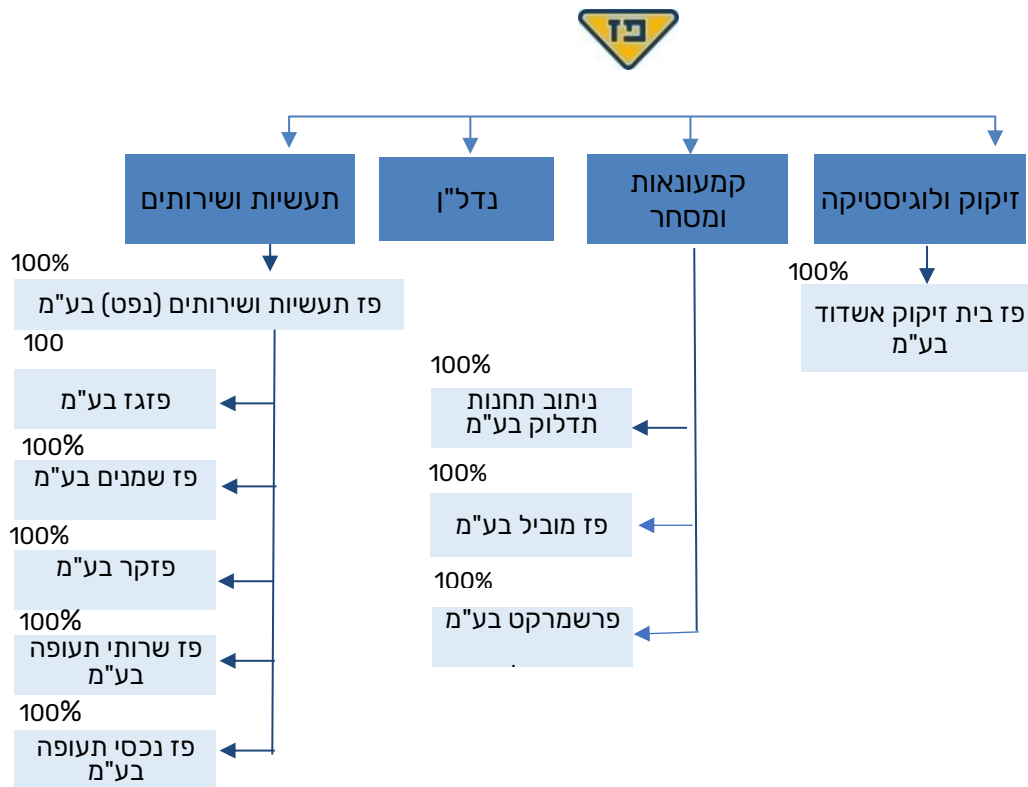 פז
זיקוק ולוגיסטיקה
קמעונאות
ומסחר
נדל"ן
תעשיות ושירותים
100%
פז בית זיקוק אשדוד
בע"מ
100%
ניתוב תחנות
תדלוק בע"מ
100%
פז מוביל בע"מ
100%
פרשמרקט בע"מ
100%
פז תעשיות ושירותים (נפט) בע"מ
100
פזגז בע"מ
100%
פז שמנים בע"מ
100%
פזקר בע"מ
100%
פז שרותי תעופה
בע"מ
100%
פז נכסי תעופה
בע"מ